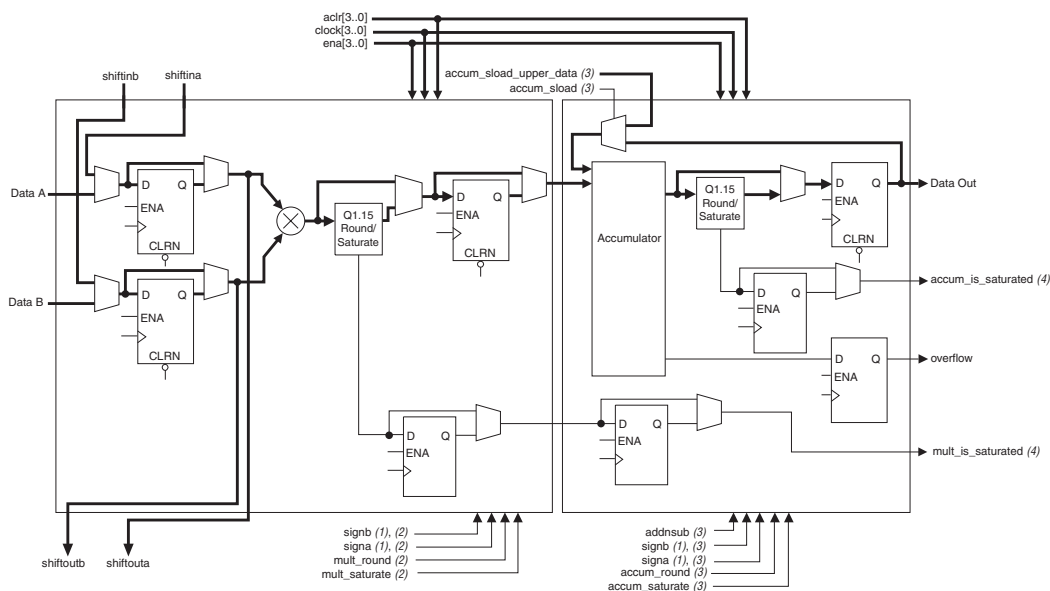 aclr[3..0]
clock[3..0]
ena[3..0]
shiftinb
shiftina
accum_sload_upper_data (3)
accum_sload (3)
Data A
D Q
ENA
CLRN
Data B
D Q
ENA
CLRN
Q1.15
Round/
Saturate
D Q
ENA
CLRN
Accumulator
Q1.15
Round/
Saturate
D Q
ENA
CLRN
Data Out
D Q
ENA
accum_is_saturated (4)
D Q
ENA
overflow
D Q
ENA
D Q
ENA
mult_is_saturated (4)
shiftoutb
shiftouta
signb (1), (2)
signa (1), (2)
mult_round (2)
mult_saturate (2)
addnsub (3)
signb (1), (3)
signa (1), (3)
accum_round (3)
accum_saturate (3)